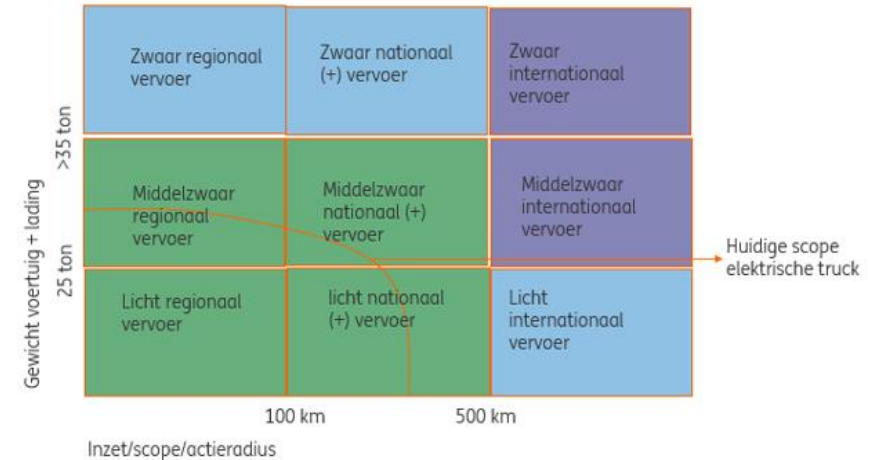 Zwaar regionaal
vervoer
Zwaar nationaal
(+) vervoer
Zwaar
internationaal
vervoer
Middelzwaar
regionaal
vervoer
Middelzwaar
nationaal (+)
vervoer
Middelzwaar
internationaal
vervoer
Licht regionaal
vervoer
licht nationaal
(+) vervoer
Licht
internationaal
vervoer
Gewicht voertuig + lading
25 ton
>35 ton
Huidige scope
elektrische truck
100 km
500 km
Inzet/scope/actieradius